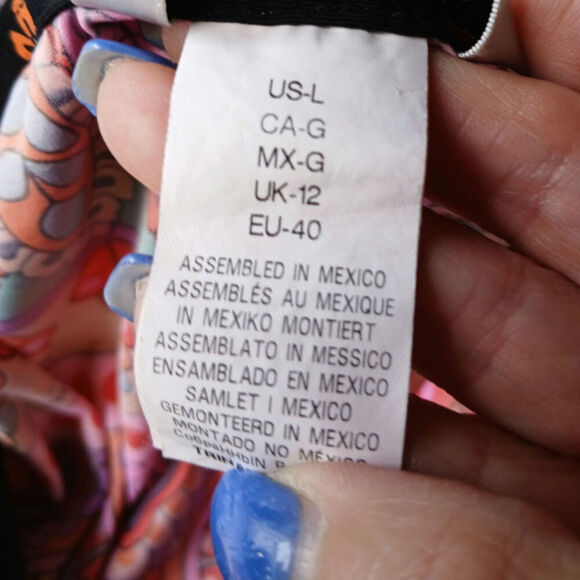 US-L
CA-G
MX-G
UK-12
EU-40
ASSEMBLED IN MEXICO
ASSEMBLÉS AU MEXIQUE
IN MEXIKO MONTIERT
ASSEMBLATO IN MESSICO
ENSAMBLADO EN MEXICO
SAMLET I MEXICO
GEMONTEERD IN MEXICO
MONTADO NO MÉXICO